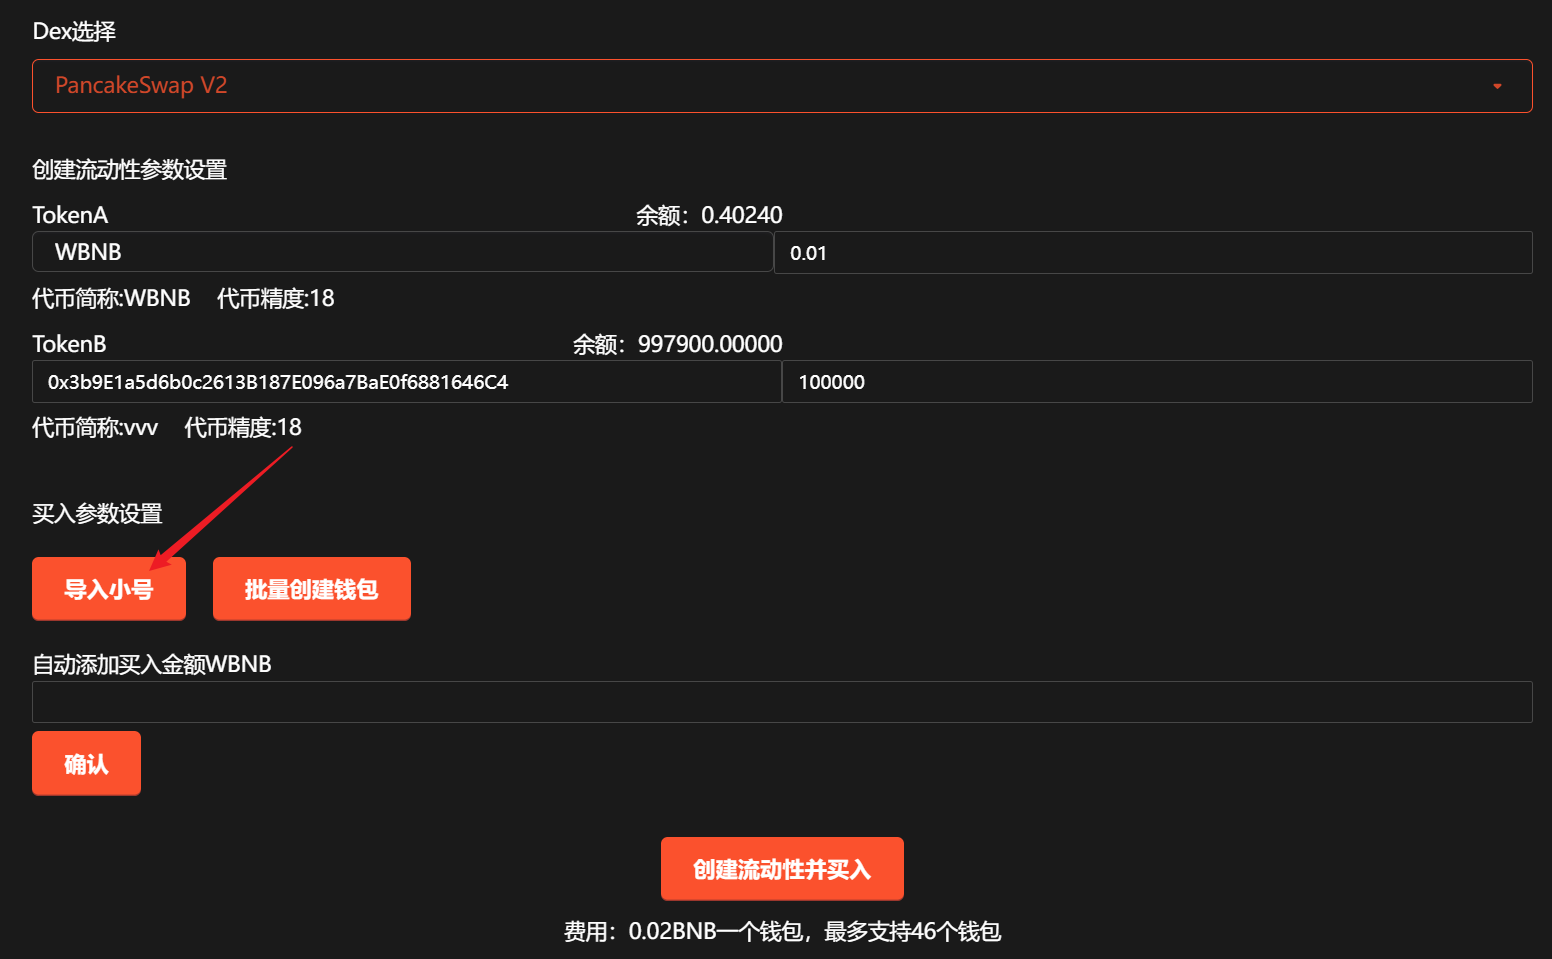 Dex选择
PancakeSwap V2
创建流动性参数设置
TokenA 余额：0.40240
WBNB 0.01
代币简称:WBNB 代币精度:18
TokenB 余额：997900.00000
0x3b9E1a5d6b0c2613B187E096a7BaE0f6881646C4 100000
代币简称:vvv 代币精度:18
买入参数设置
导入小号 批量创建钱包
自动添加买入金额WBNB
确认
创建流动性并买入
费用：0.02BNB一个钱包，最多支持46个钱包